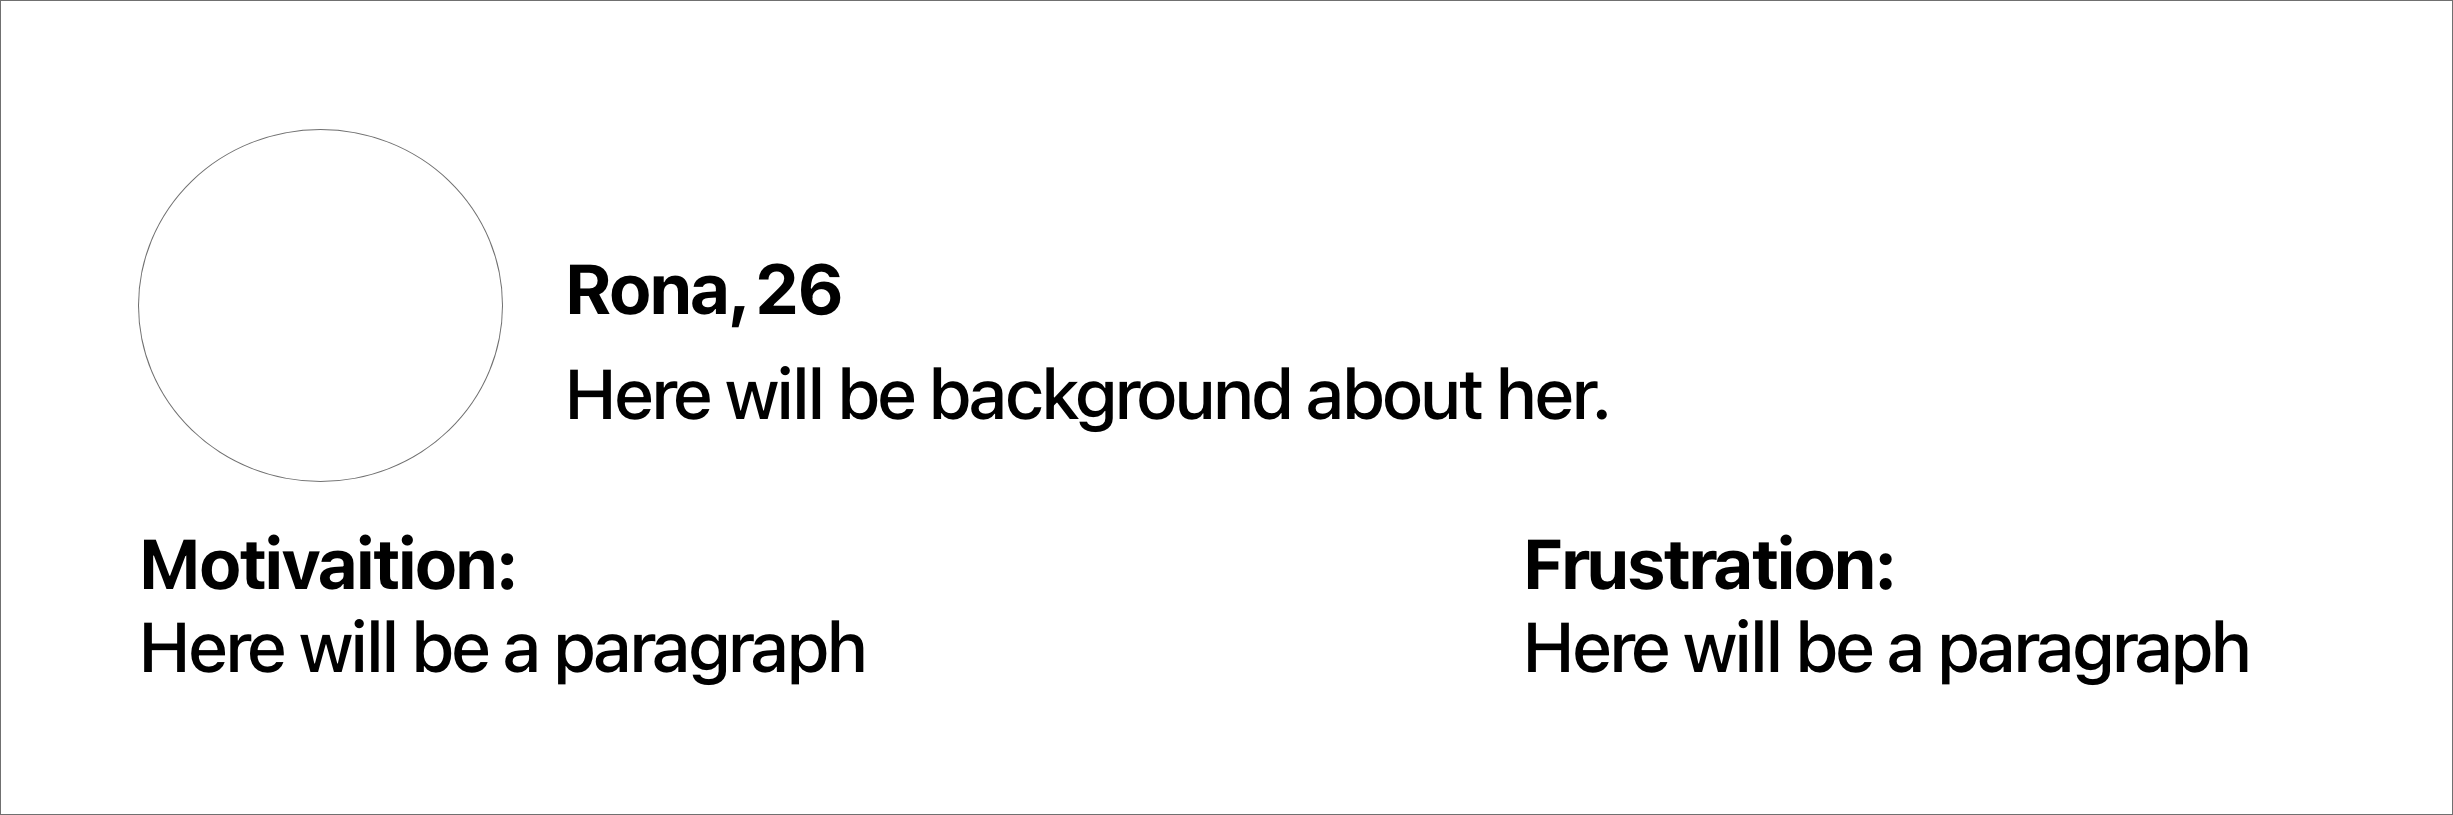 Rona, 26
Here will be background about her.
Motivaition:
Here will be a paragraph
Frustration:
Here will be a paragraph